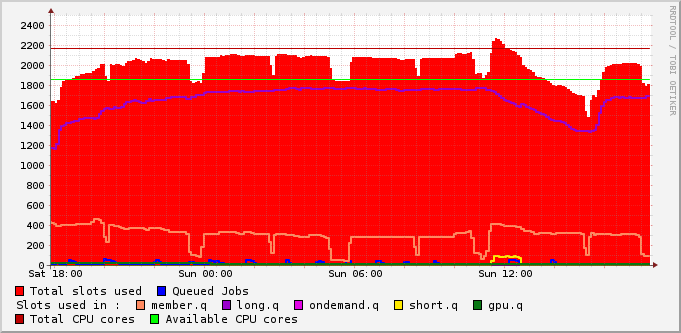 2400
2200
2000
1800
1600
1400
1200
1000
800
600
400
200
0
Sat 18:00 Sun 00:00 Sun 06:00 Sun 12:00
Total slots used Queued Jobs
Slots used in : member.q long.q ondemand.q short.q gpu.q
Total CPU cores Available CPU cores
RRDTOOL / TOBI OETIKER